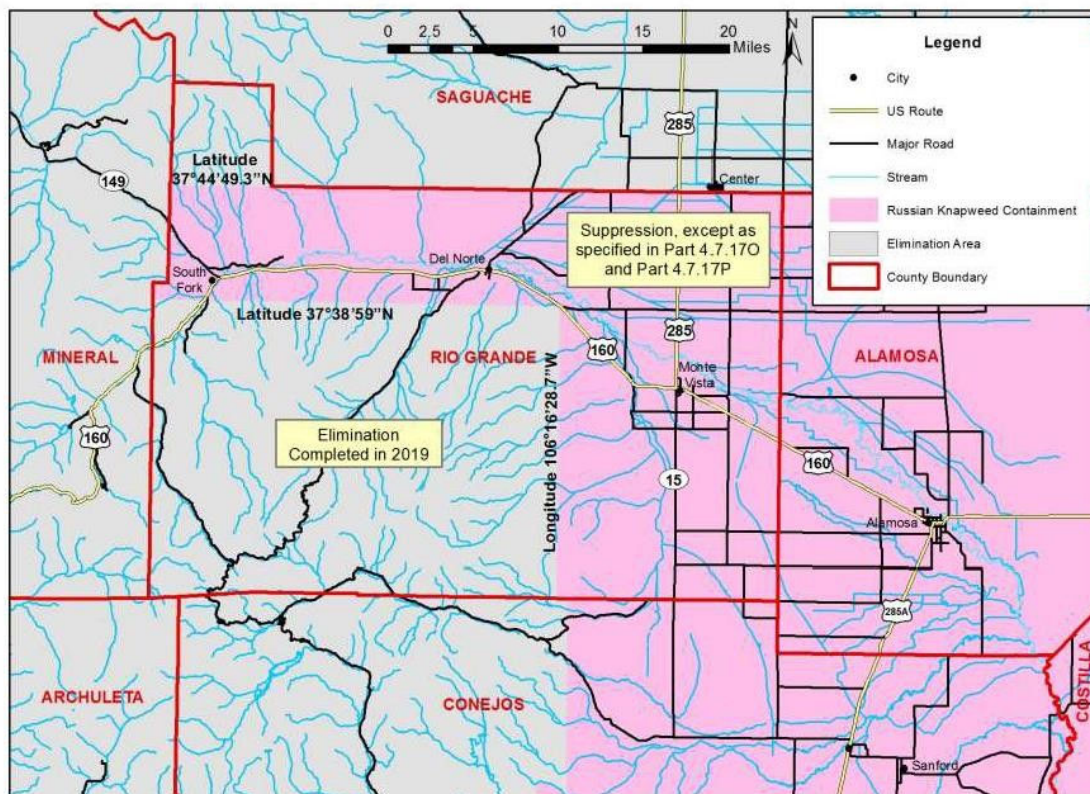 0 2.5 5 10 15 20
Miles
N
Legend
City
US Route
Major Road
Stream
Russian Knapweed Containment
Elimination Area
County Boundary
SAGUACHE
285
Latitude
37°44'49.3"N
149
Center
Suppression, except as
specified in Part 4.7.17O
and Part 4.7.17P
Del Norte
South
Fork
Latitude 37°38'59"N
285
MINERAL
RIO GRANDE
160
ALAMOSA
Monte
Vista
Longitude 106°16'28.7"W
160
Elimination
Completed in 2019
160
15
Alamosa
285A
ARCHULETA
CONEJOS
COSTILLA
Sanford